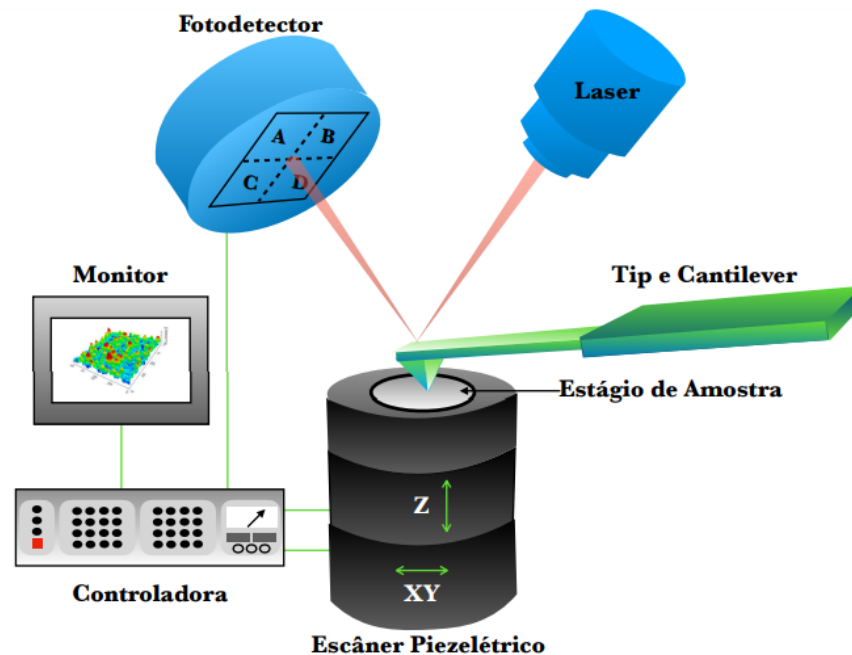 Fotodetector
Laser
A
B
C
D
Monitor
Tip e Cantilever
Estágio de Amostra
Z
XY
Controladora
Escâner Piezelétrico